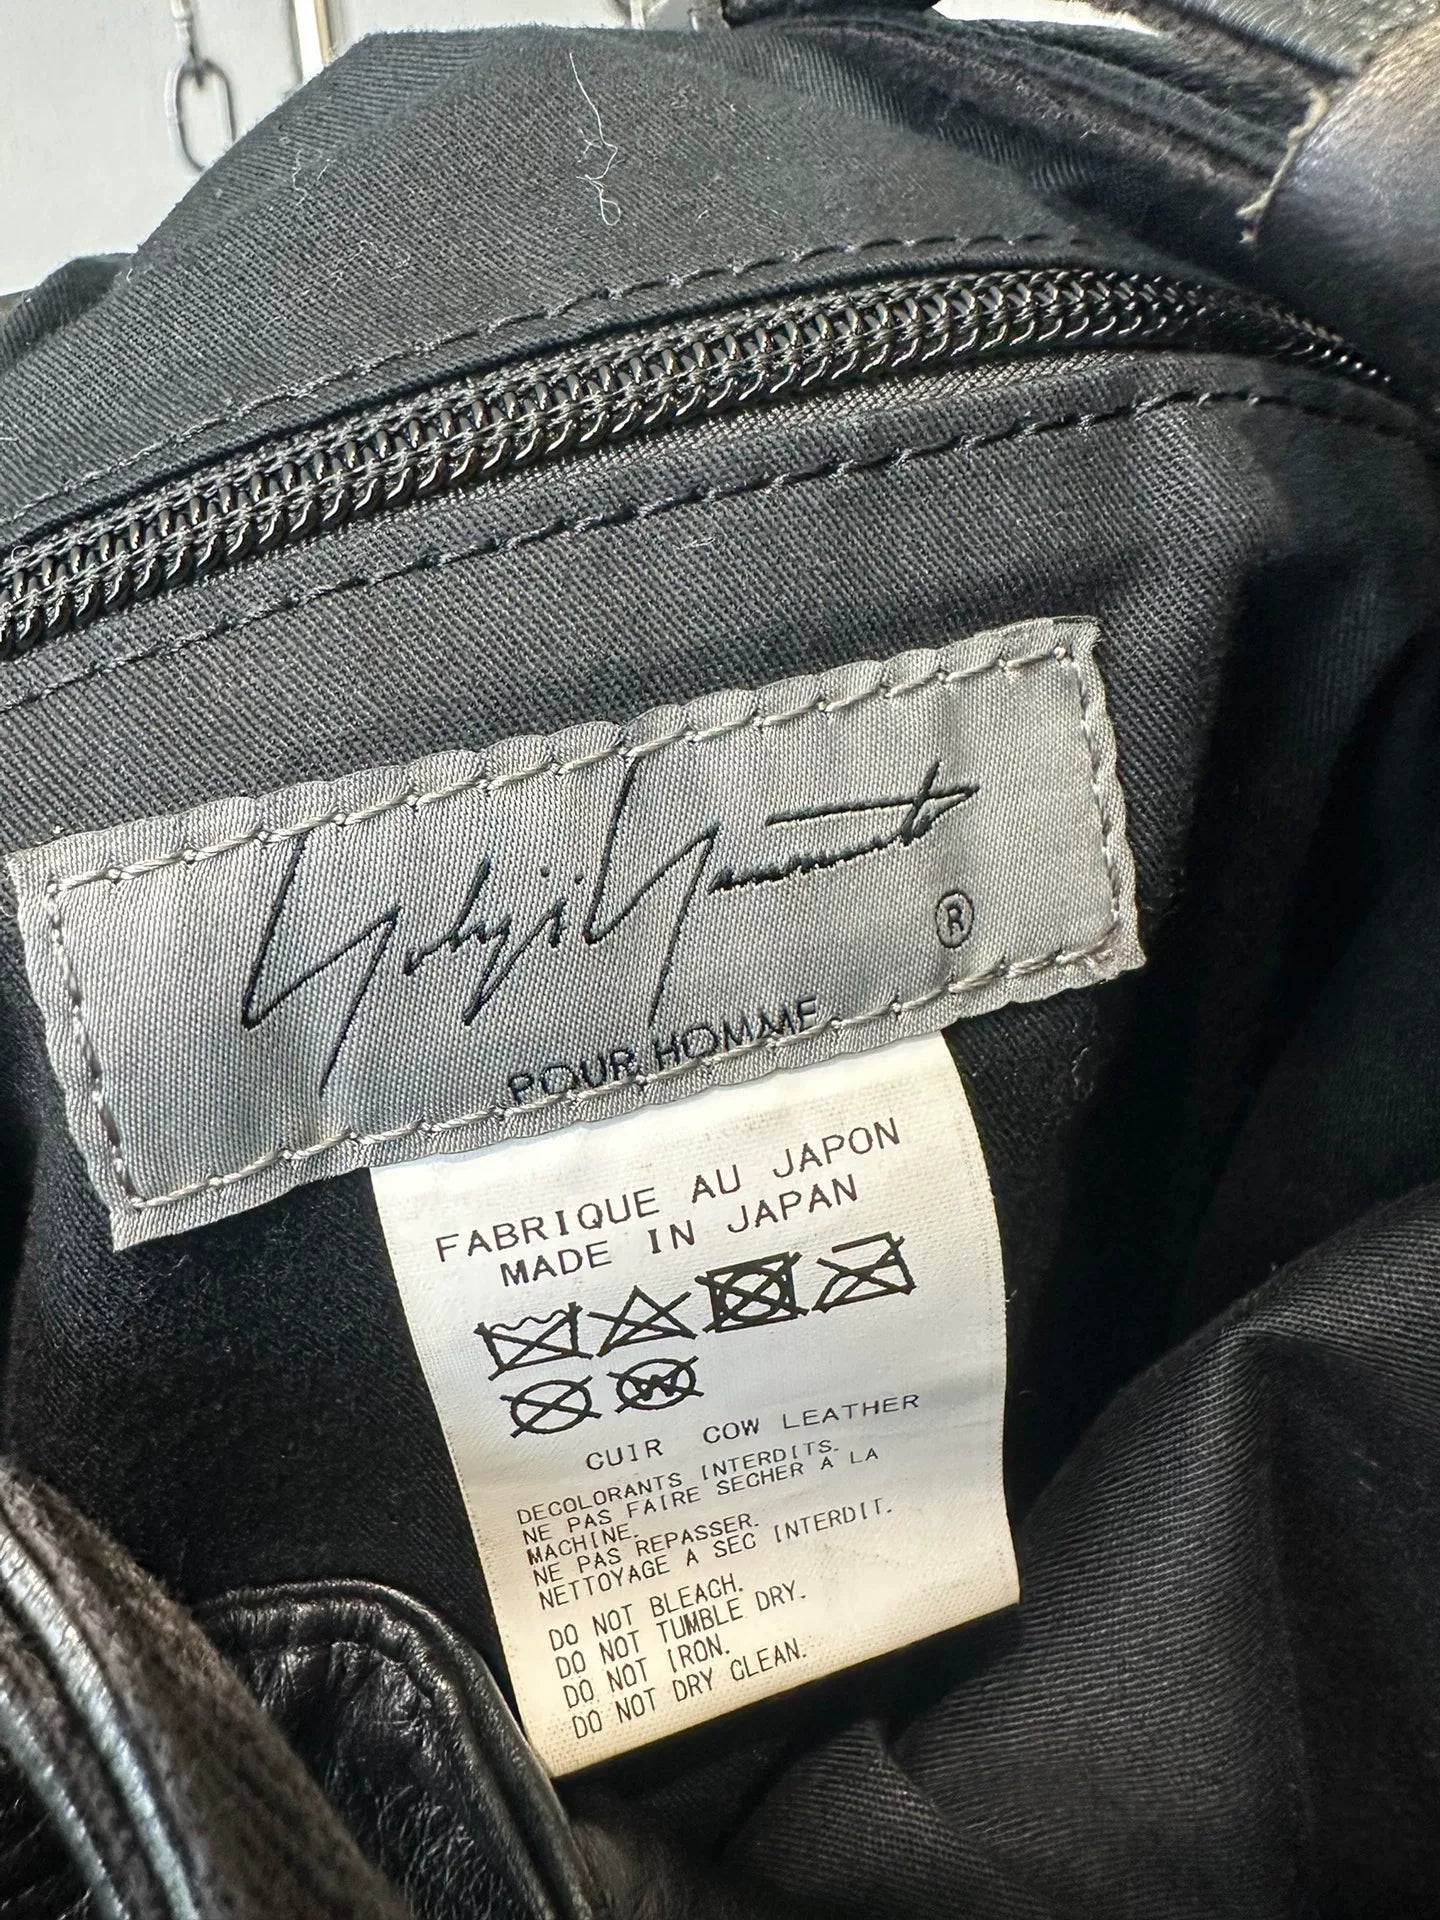 Yohji Yamamoto
®
POUR HOMME
FABRIQUE AU JAPON
MADE IN JAPAN
W
CUIR COW LEATHER
DECOLORANTS INTERDITS.
NE PAS FAIRE SECHER A LA
MACHINE.
NE PAS REPASSER.
NETTOYAGE A SEC INTERDIT.
DO NOT BLEACH.
DO NOT TUMBLE DRY.
DO NOT IRON.
DO NOT DRY CLEAN.